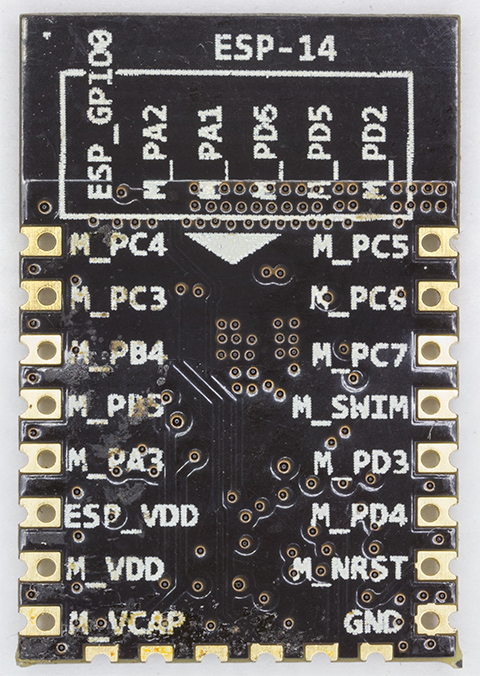 ESP-14
ESP_GPIO0
M_PA2
M_PA1
M_PD6
M_PD5
M_PD2
M_PC4 M_PC5
M_PC3 M_PC6
M_PB4 M_PC7
M_PB5 M_SWIM
M_PA3 M_PD3
ESP_VDD M_PD4
M_VDD M_NRST
M_VCAP GND